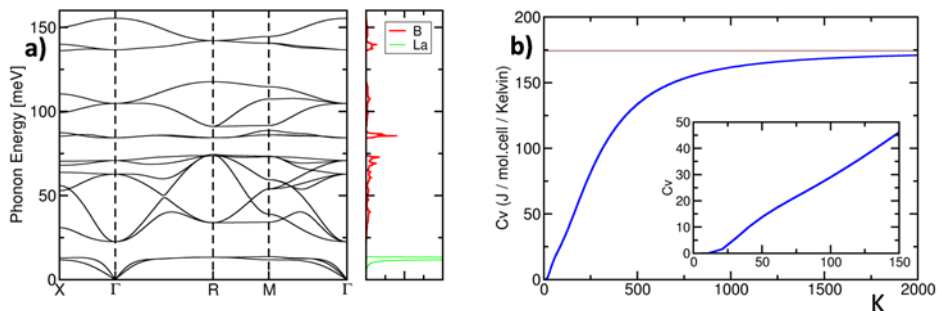 a)
Phonon Energy [meV]
150
100
50
0
X Γ R M Γ
B
La
b)
Cv (J / mol.cell / Kelvin)
200
150
100
50
0
0 500 1000 1500 2000
K
Cv
50
40
30
20
10
0
0 50 100 150